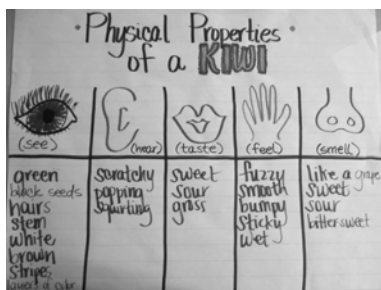 Physical Properties
of a KIWI
(see)
(hear)
(taste)
(feel)
(smell)
green
black seeds
hairs
stem
white
brown
stripes
scratchy
popping
squirting
sweet
sour
grass
fuzzy
smooth
bumpy
sticky
wet
like a grape
sweet
sour
bittersweet